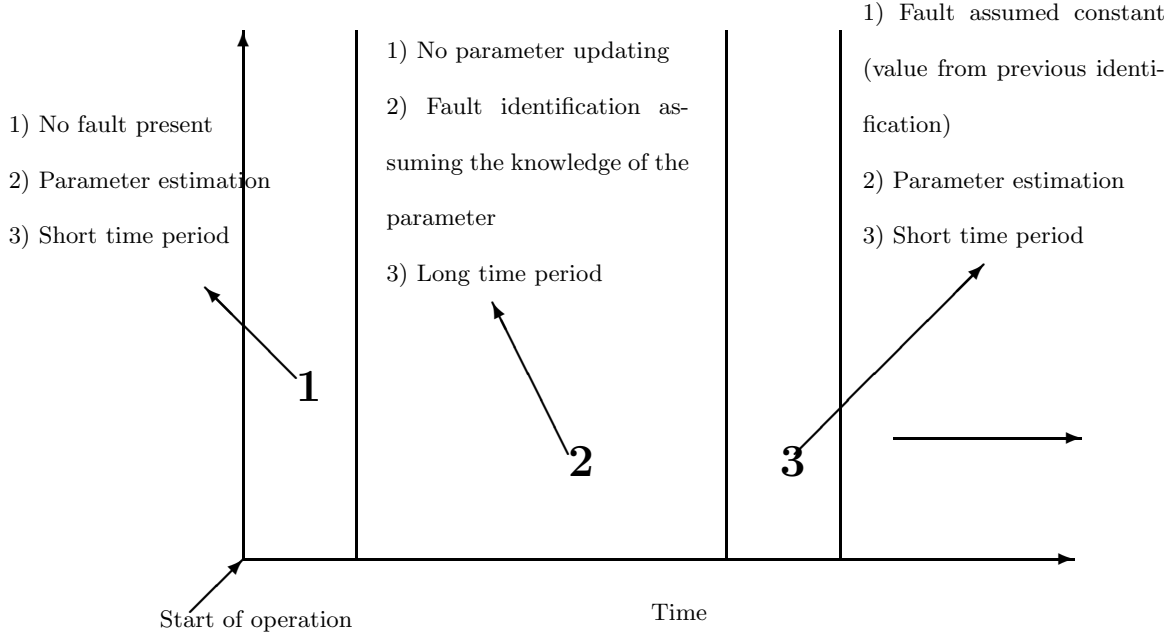 1) No fault present
2) Parameter estimation
3) Short time period
1) No parameter updating
2) Fault identification as-
suming the knowledge of the
parameter
3) Long time period
1) Fault assumed constant
(value from previous identi-
fication)
2) Parameter estimation
3) Short time period
1
2
3
Start of operation
Time